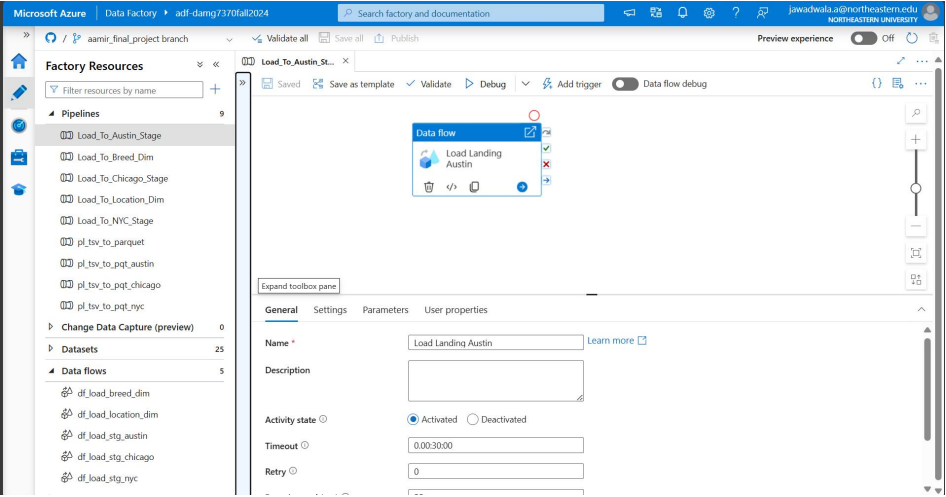 Microsoft Azure | Data Factory ▸ adf-damg7370fall2024
Search factory and documentation
jawadwala.a@northeastern.edu
NORTHEASTERN UNIVERSITY
/ aamir_final_project branch
Validate all
Save all
Publish
Preview experience
Off
Factory Resources
Filter resources by name
Pipelines 9
Load_To_Austin_Stage
Load_To_Breed_Dim
Load_To_Chicago_Stage
Load_To_Location_Dim
Load_To_NYC_Stage
pl_tsv_to_parquet
pl_tsv_to_pqt_austin
pl_tsv_to_pqt_chicago
pl_tsv_to_pqt_nyc
Change Data Capture (preview) 0
Datasets 25
Data flows 5
df_load_breed_dim
df_load_location_dim
df_load_stg_austin
df_load_stg_chicago
df_load_stg_nyc
Load_To_Austin_St...
Saved
Save as template
Validate
Debug
Add trigger
Data flow debug
Data flow
Load Landing
Austin
Expand toolbox pane
General
Settings
Parameters
User properties
Name *
Load Landing Austin
Learn more
Description
Activity state
Activated
Deactivated
Timeout
0.00:30:00
Retry
0